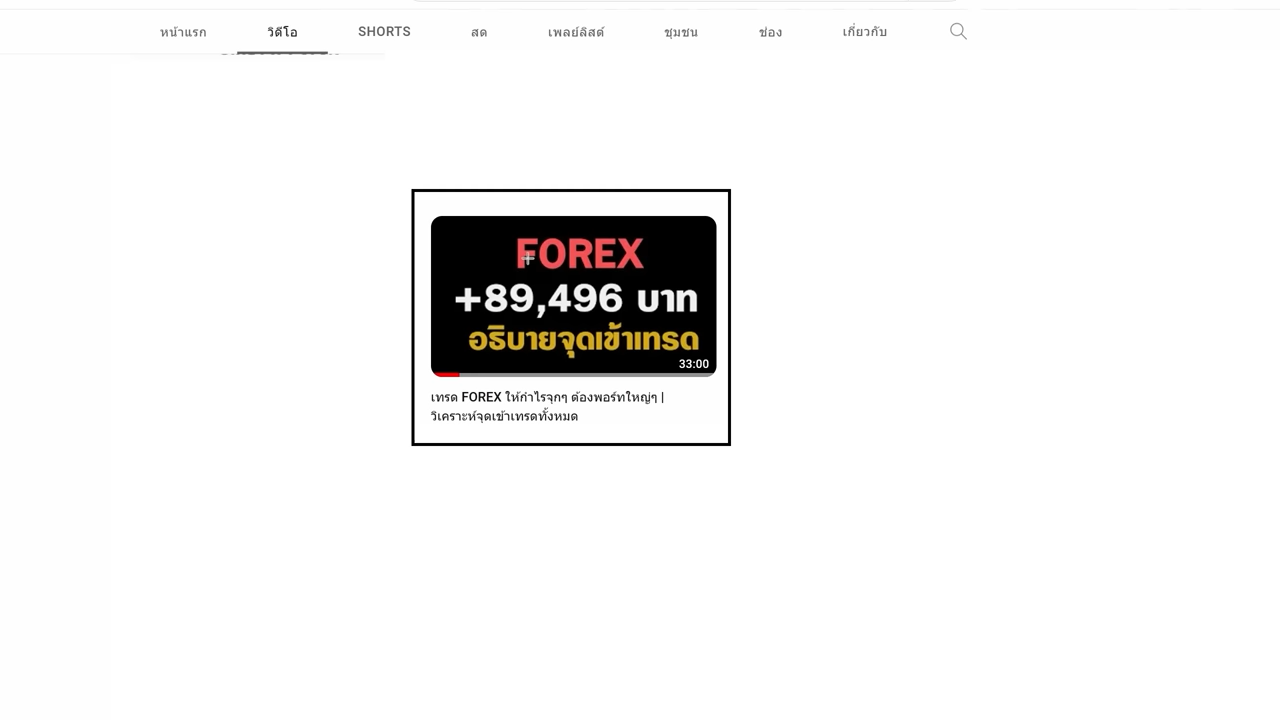 หน้าแรก วิดีโอ SHORTS สด เพลย์ลิสต์ ชุมชน ช่อง เกี่ยวกับ
FOREX
+89,496 บาท
อธิบายจุดเข้าเทรด
33:00
เทรด FOREX ให้กำไรจุกๆ ต้องพอร์ทใหญ่ๆ |
วิเคราะห์จุดเข้าเทรดทั้งหมด